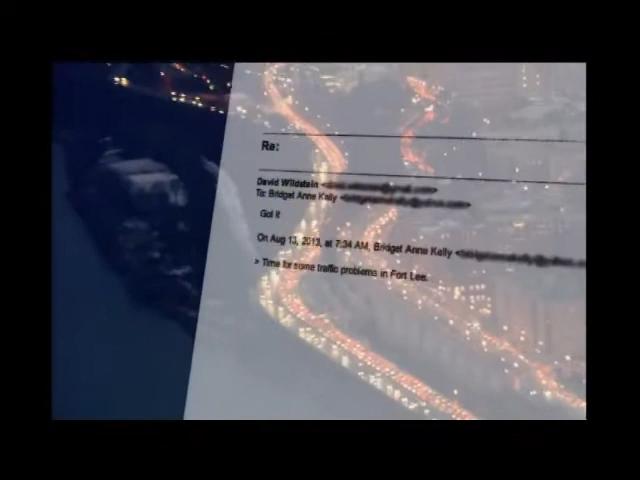 Re:
David Wildstein
To: Bridget Anne Kelly
Got it
On Aug 13, 2013, at 7:34 AM, Bridget Anne Kelly
> Time for some traffic problems in Fort Lee.